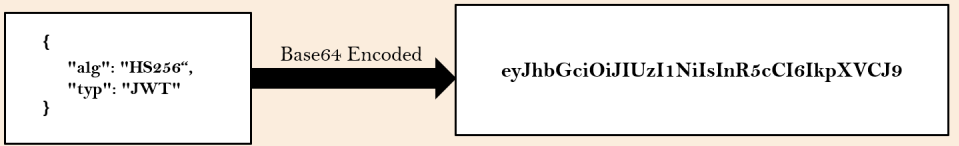 {
"alg": "HS256“,
"typ": "JWT"
}
Base64 Encoded
eyJhbGciOiJIUzI1NiIsInR5cCI6IkpXVCJ9